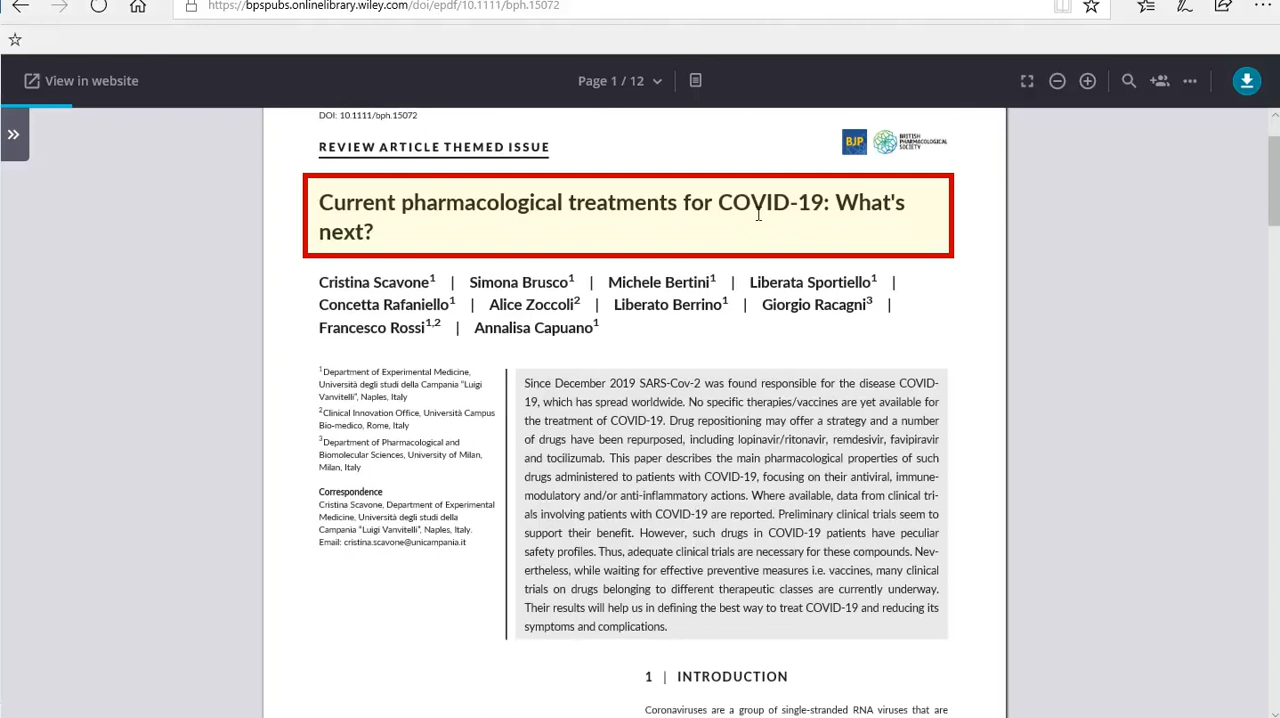 https://bpspubs.onlinelibrary.wiley.com/doi/epdf/10.1111/bph.15072
View in website
Page 1 / 12
DOI: 10.1111/bph.15072
REVIEW ARTICLE THEMED ISSUE
BJP
BRITISH
PHARMACOLOGICAL
SOCIETY
Current pharmacological treatments for COVID-19: What's
next?
Cristina Scavone1 | Simona Brusco1 | Michele Bertini1 | Liberata Sportiello1 |
Concetta Rafaniello1 | Alice Zoccoli2 | Liberato Berrino1 | Giorgio Racagni3 |
Francesco Rossi1,2 | Annalisa Capuano1
1Department of Experimental Medicine,
Università degli studi della Campania “Luigi
Vanvitelli”, Naples, Italy
2Clinical Innovation Office, Università Campus
Bio-medico, Rome, Italy
3Department of Pharmacological and
Biomolecular Sciences, University of Milan,
Milan, Italy
Correspondence
Cristina Scavone, Department of Experimental
Medicine, Università degli studi della
Campania “Luigi Vanvitelli”, Naples, Italy.
Email: cristina.scavone@unicampania.it
Since December 2019 SARS-Cov-2 was found responsible for the disease COVID-
19, which has spread worldwide. No specific therapies/vaccines are yet available for
the treatment of COVID-19. Drug repositioning may offer a strategy and a number
of drugs have been repurposed, including lopinavir/ritonavir, remdesivir, favipiravir
and tocilizumab. This paper describes the main pharmacological properties of such
drugs administered to patients with COVID-19, focusing on their antiviral, immune-
modulatory and/or anti-inflammatory actions. Where available, data from clinical tri-
als involving patients with COVID-19 are reported. Preliminary clinical trials seem to
support their benefit. However, such drugs in COVID-19 patients have peculiar
safety profiles. Thus, adequate clinical trials are necessary for these compounds. Nev-
ertheless, while waiting for effective preventive measures i.e. vaccines, many clinical
trials on drugs belonging to different therapeutic classes are currently underway.
Their results will help us in defining the best way to treat COVID-19 and reducing its
symptoms and complications.
1 | INTRODUCTION
Coronaviruses are a group of single-stranded RNA viruses that are